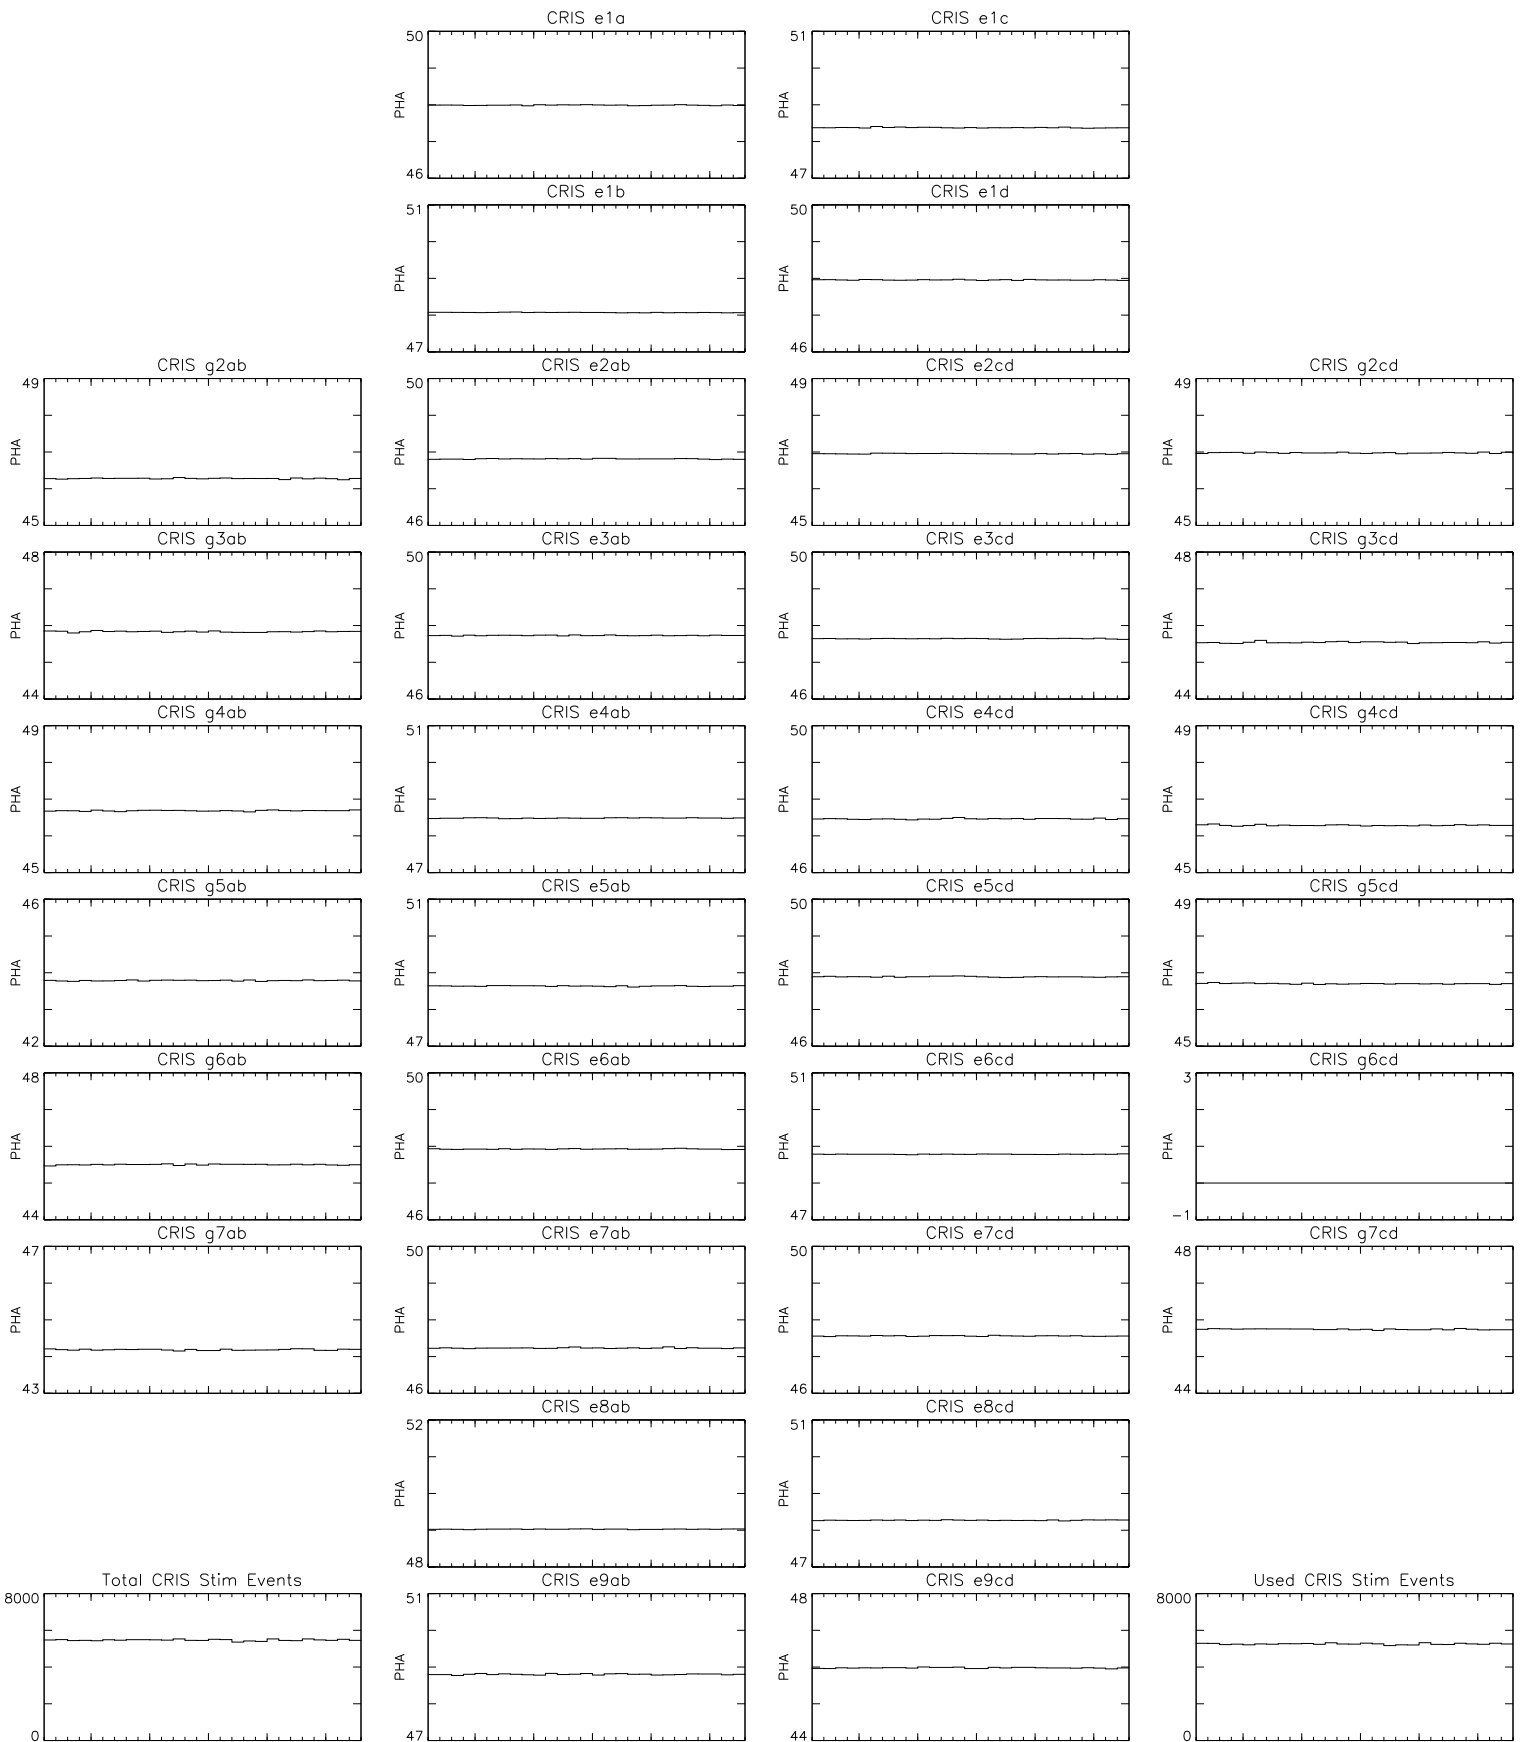 CRIS e1a
50
PHA
46
CRIS e1c
51
PHA
47
CRIS e1b
51
PHA
47
CRIS e1d
50
PHA
46
CRIS g2ab
49
PHA
45
CRIS e2ab
50
PHA
46
CRIS e2cd
49
PHA
45
CRIS g2cd
49
PHA
45
CRIS g3ab
48
PHA
44
CRIS e3ab
50
PHA
46
CRIS e3cd
50
PHA
46
CRIS g3cd
48
PHA
44
CRIS g4ab
49
PHA
45
CRIS e4ab
51
PHA
47
CRIS e4cd
50
PHA
46
CRIS g4cd
49
PHA
45
CRIS g5ab
46
PHA
42
CRIS e5ab
51
PHA
47
CRIS e5cd
50
PHA
46
CRIS g5cd
49
PHA
45
CRIS g6ab
48
PHA
44
CRIS e6ab
50
PHA
46
CRIS e6cd
51
PHA
47
CRIS g6cd
3
PHA
-1
CRIS g7ab
47
PHA
43
CRIS e7ab
50
PHA
46
CRIS e7cd
50
PHA
46
CRIS g7cd
48
PHA
44
CRIS e8ab
52
PHA
48
CRIS e8cd
51
PHA
47
Total CRIS Stim Events
8000
0
CRIS e9ab
51
PHA
47
CRIS e9cd
48
PHA
44
Used CRIS Stim Events
8000
0